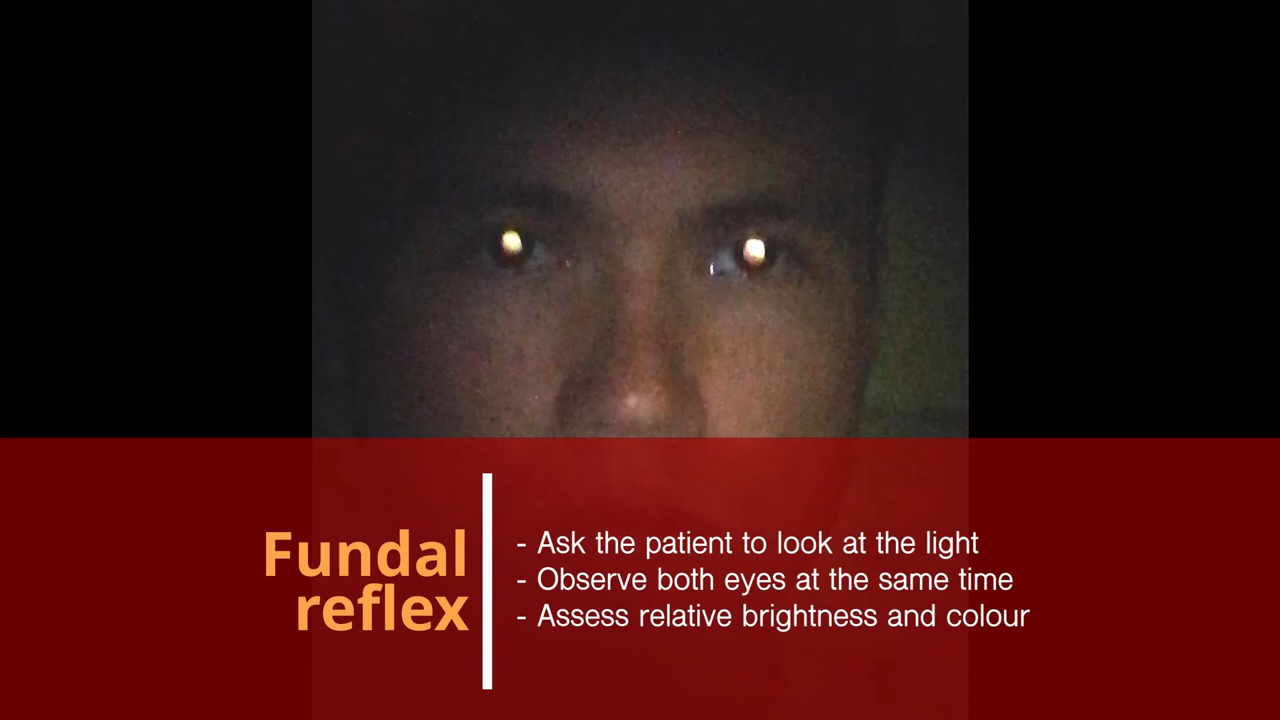 Fundal
reflex
- Ask the patient to look at the light
- Observe both eyes at the same time
- Assess relative brightness and colour